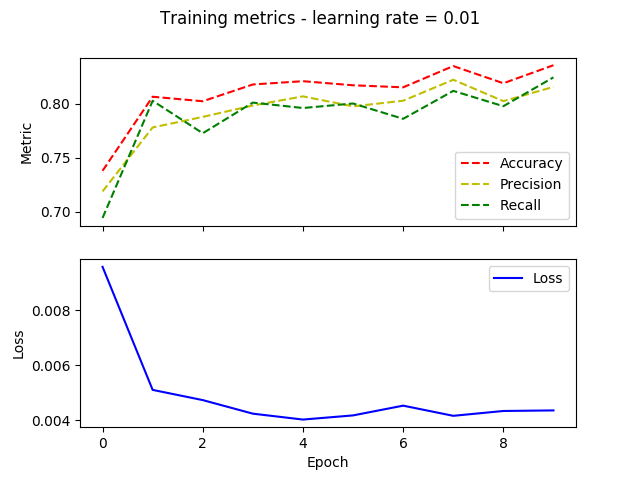 Training metrics - learning rate = 0.01
Metric
0.80
0.75
0.70
Accuracy
Precision
Recall
Loss
0.008
0.006
0.004
Loss
0
2
4
6
8
Epoch